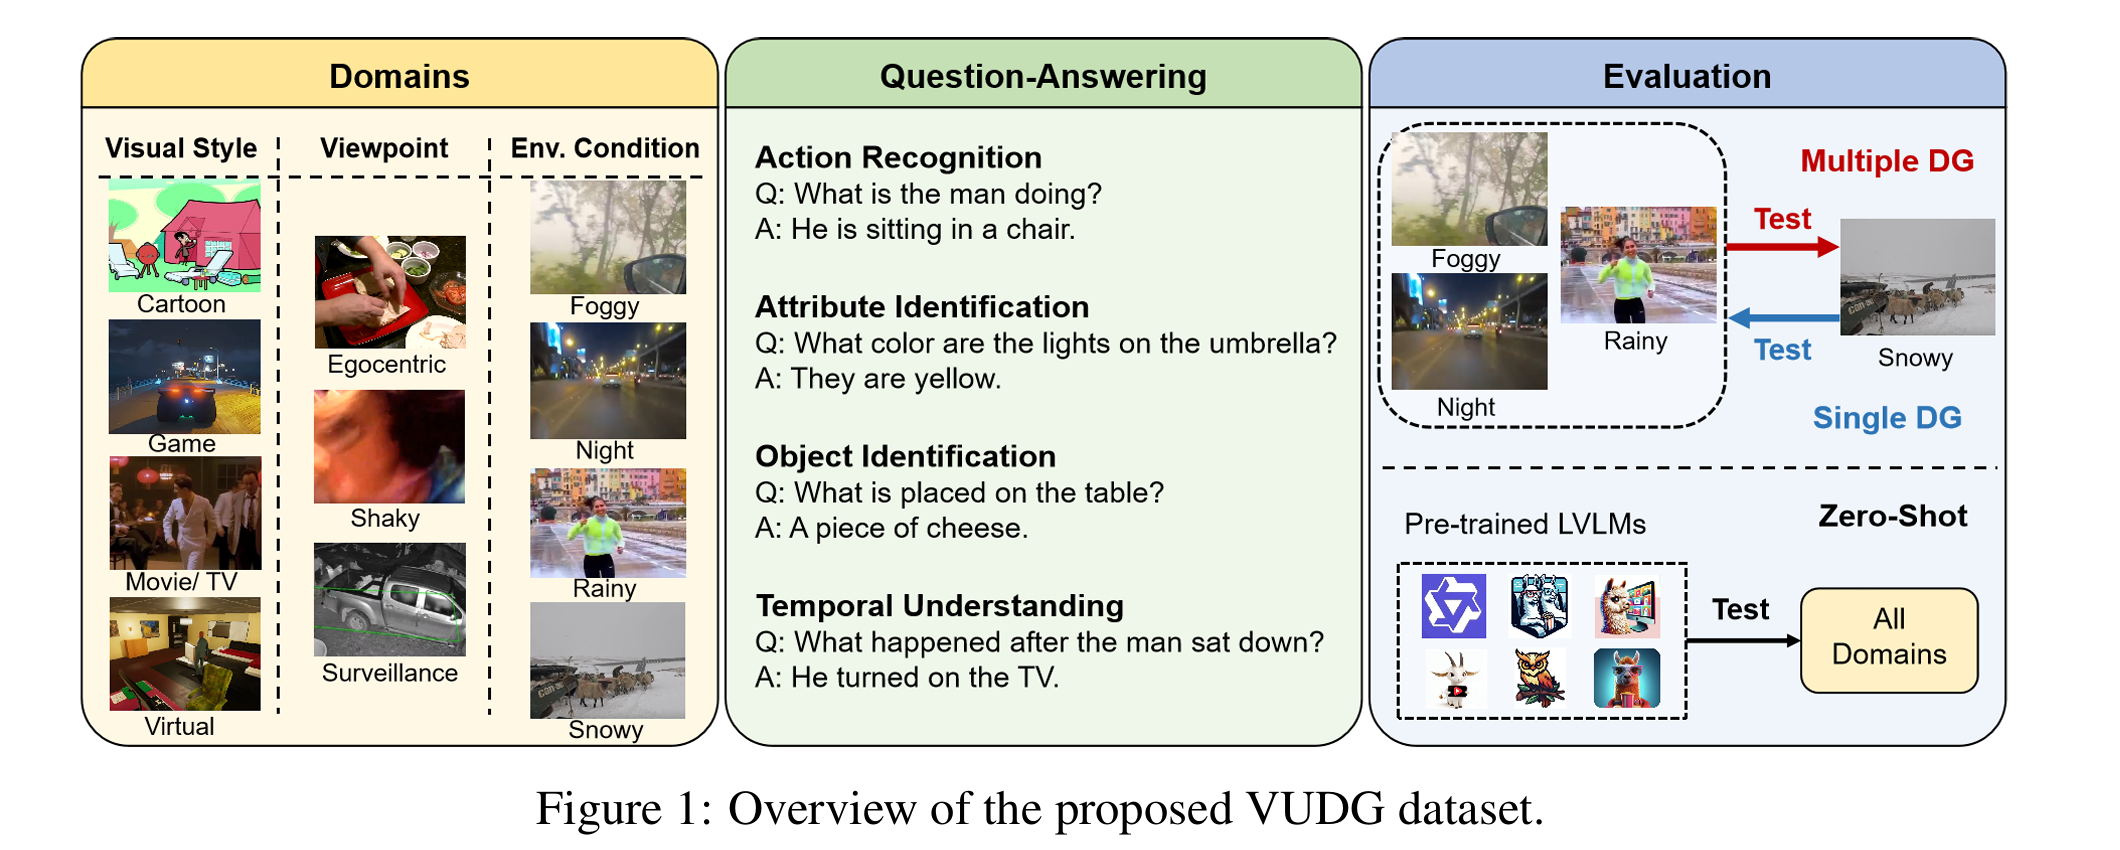 Domains
Visual Style
Viewpoint
Env. Condition
Cartoon
Game
Movie/ TV
Virtual
Egocentric
Shaky
Surveillance
Foggy
Night
Rainy
Snowy
Question-Answering
Action Recognition
Q: What is the man doing?
A: He is sitting in a chair.
Attribute Identification
Q: What color are the lights on the umbrella?
A: They are yellow.
Object Identification
Q: What is placed on the table?
A: A piece of cheese.
Temporal Understanding
Q: What happened after the man sat down?
A: He turned on the TV.
Evaluation
Foggy
Night
Rainy
Multiple DG
Test
Test
Snowy
Single DG
Zero-Shot
Pre-trained LVLMs
Test
All
Domains
Figure 1: Overview of the proposed VUDG dataset.